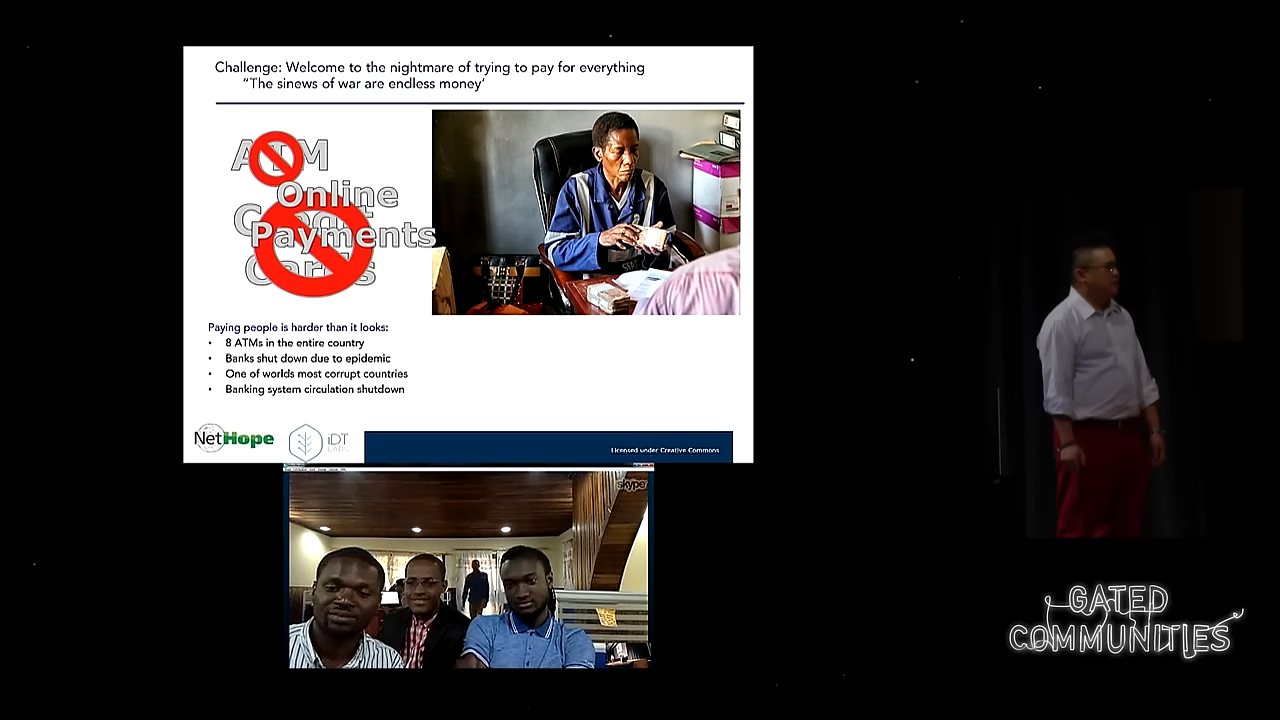 Challenge: Welcome to the nightmare of trying to pay for everything
"The sinews of war are endless money'
ATM
Online
Credit
Payments
Cards
Paying people is harder than it looks:
• 8 ATMs in the entire country
• Banks shut down due to epidemic
• One of worlds most corrupt countries
• Banking system circulation shutdown
NetHope
iDT
LABS
Licensed under Creative Commons
skype
GATED
COMMUNITIES